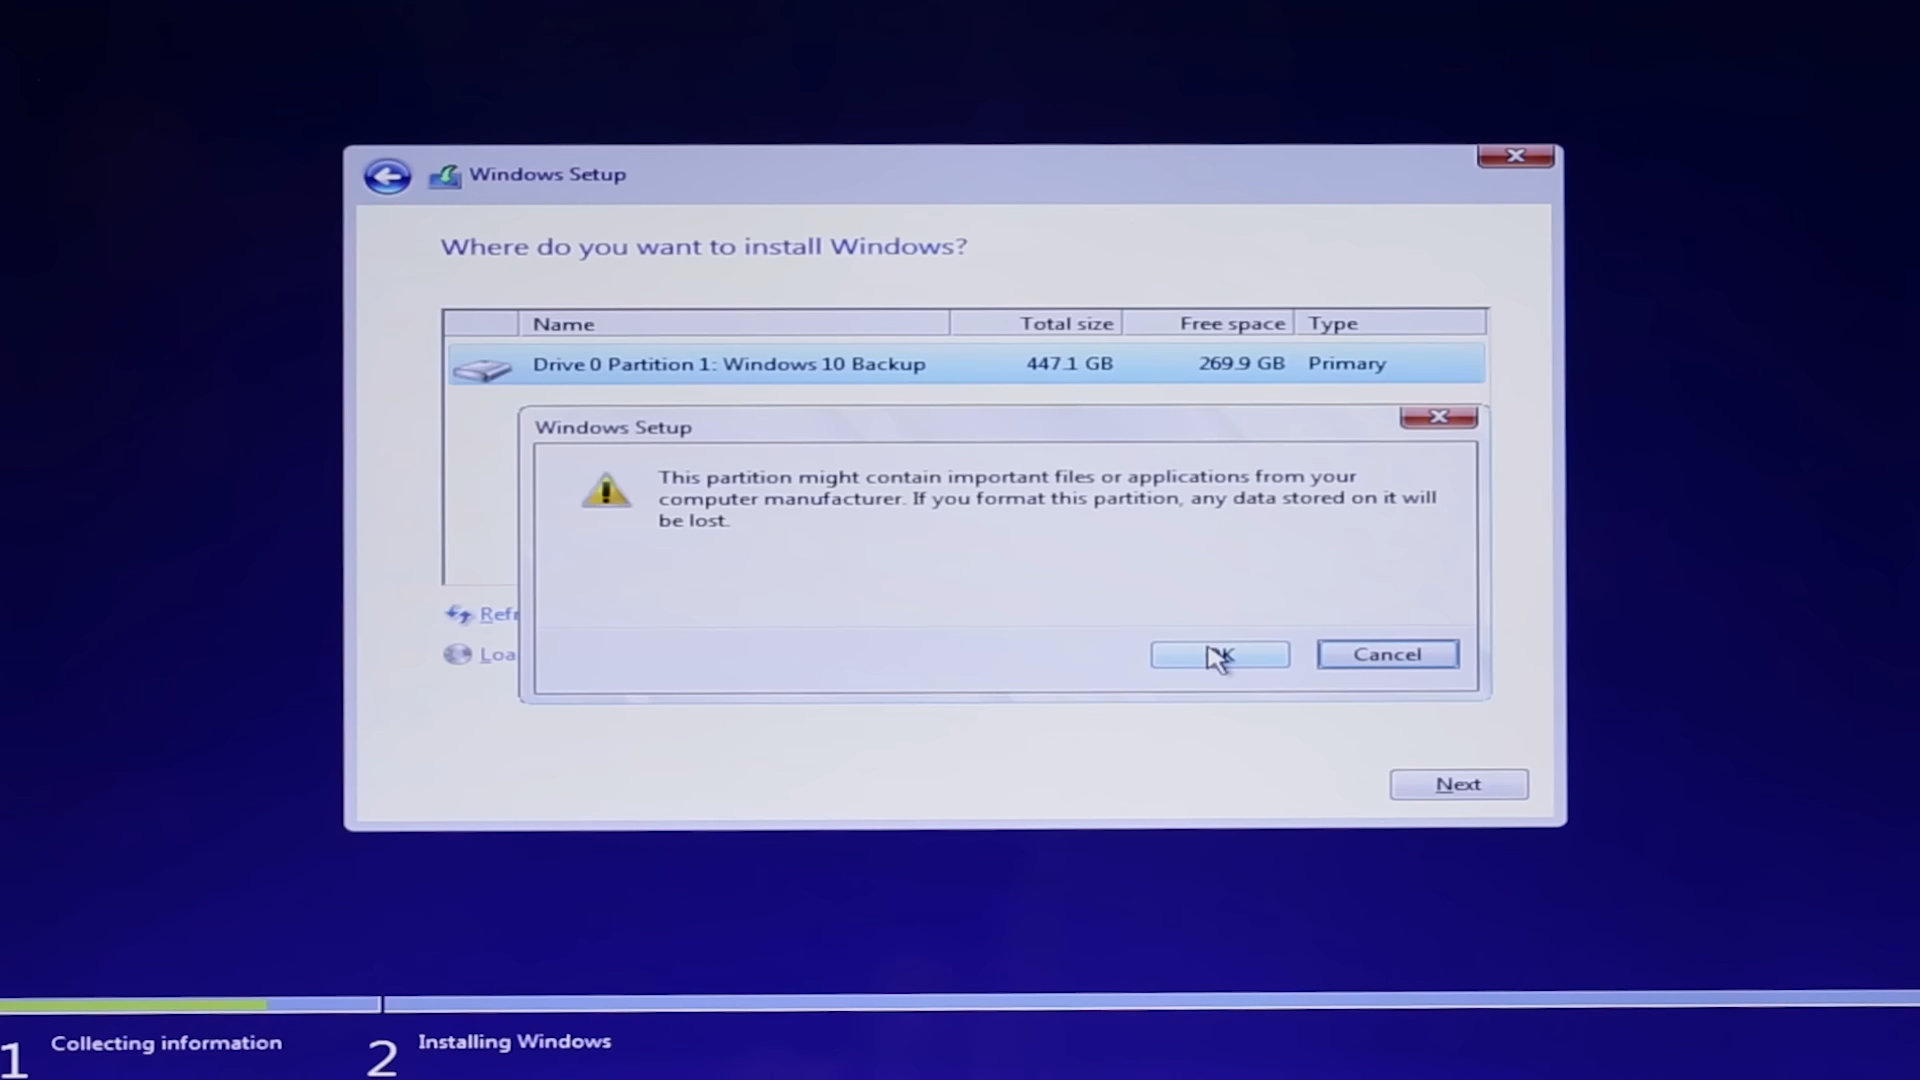 Windows Setup
Where do you want to install Windows?
Name Total size Free space Type
Drive 0 Partition 1: Windows 10 Backup 447.1 GB 269.9 GB Primary
Windows Setup
This partition might contain important files or applications from your
computer manufacturer. If you format this partition, any data stored on it will
be lost.
Refr
Loa
Cancel
Next
1 Collecting information 2 Installing Windows